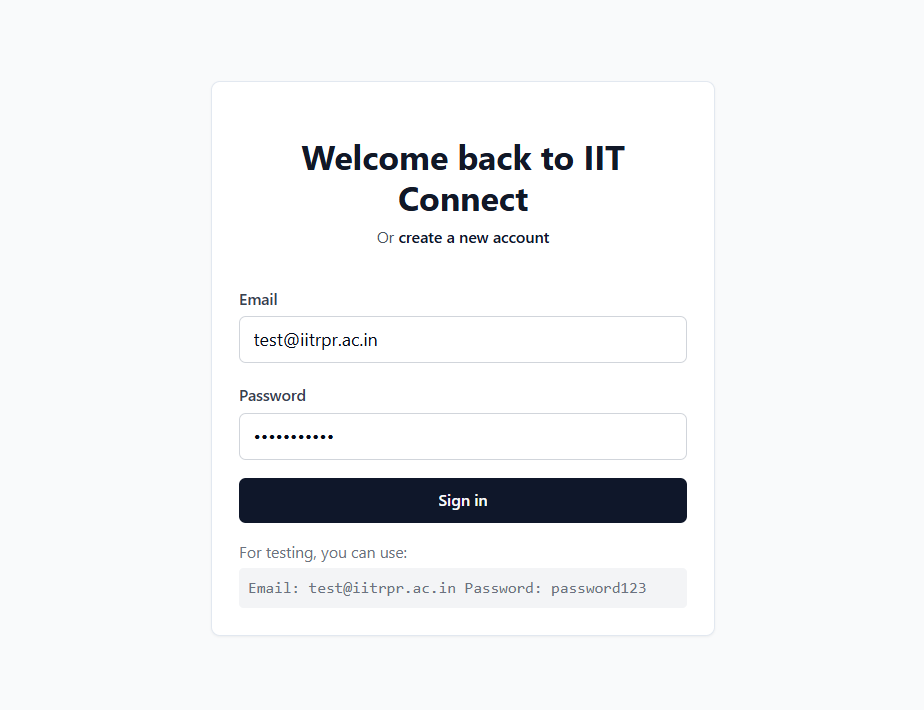 Welcome back to IIT
Connect
Or create a new account
Email
test@iitrpr.ac.in
Password
•••••••••••
Sign in
For testing, you can use:
Email: test@iitrpr.ac.in Password: password123